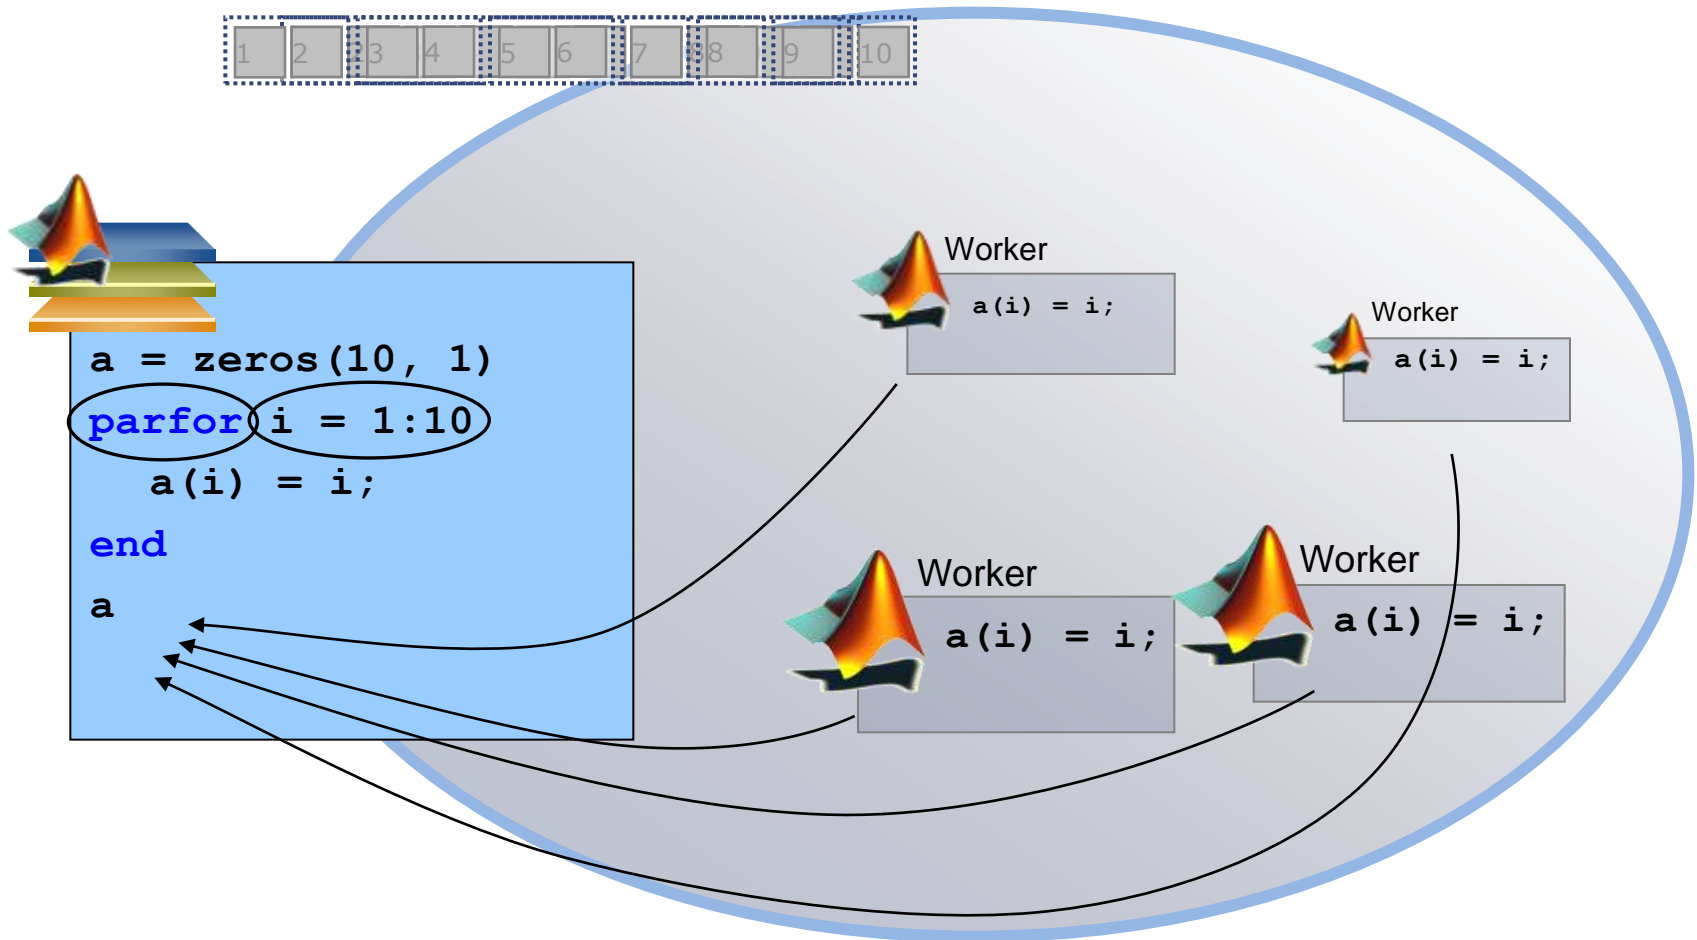 1 2 3 4 5 6 7 8 9 10
a = zeros(10, 1)
parfor i = 1:10
a(i) = i;
end
a
Worker
a(i) = i;
Worker
a(i) = i;
Worker
a(i) = i;
Worker
a(i) = i;